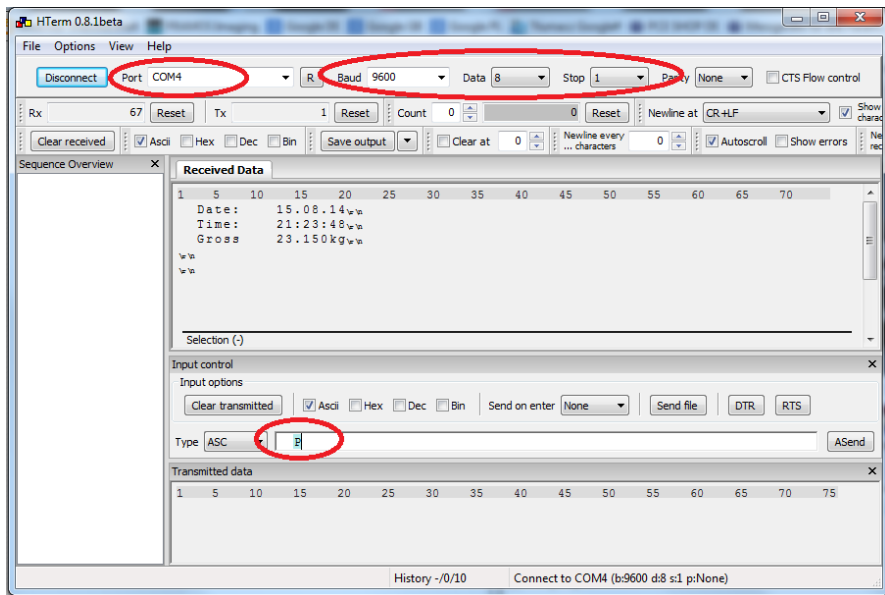 HTerm 0.8.1beta
File Options View Help
Disconnect Port COM4 R Baud 9600 Data 8 Stop 1 Parity None CTS Flow control
Rx 67 Reset Tx 1 Reset Count 0 0 Reset Newline at CR+LF Show
Clear received Ascii Hex Dec Bin Save output Clear at 0 Newline every ... characters 0 Autoscroll Show errors
Sequence Overview X
Received Data
1 5 10 15 20 25 30 35 40 45 50 55 60 65 70
Date: 15.08.14\r\n
Time: 21:23:48\r\n
Gross 23.150kg\r\n
\r\n
\r\n
Selection (-)
Input control
Input options
Clear transmitted Ascii Hex Dec Bin Send on enter None Send file DTR RTS
Type ASC P ASend
Transmitted data
1 5 10 15 20 25 30 35 40 45 50 55 60 65 70 75
History -/0/10 Connect to COM4 (b:9600 d:8 s:1 p:None)